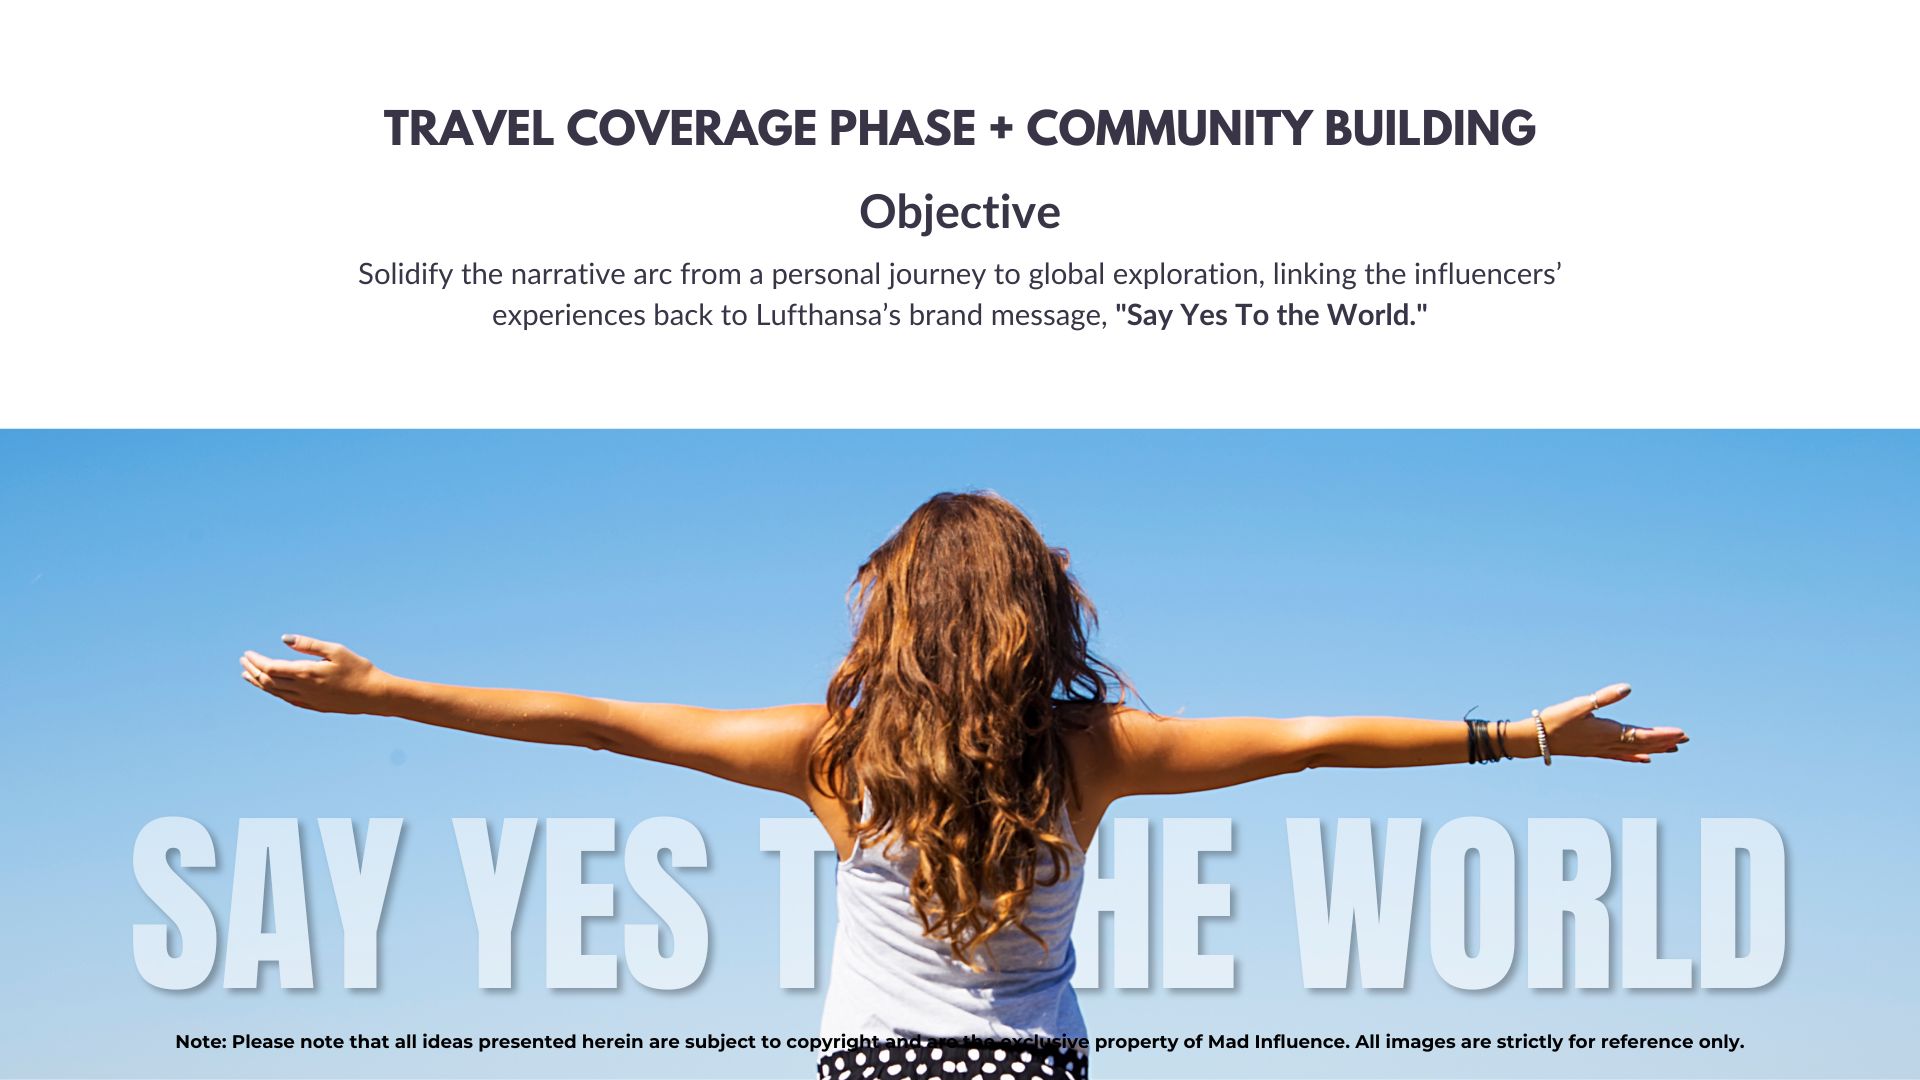 TRAVEL COVERAGE PHASE + COMMUNITY BUILDING
Objective
Solidify the narrative arc from a personal journey to global exploration, linking the influencers’
experiences back to Lufthansa’s brand message, "Say Yes To the World."
SAY YES T HE WORLD
Note: Please note that all ideas presented herein are subject to copyright and are the exclusive property of Mad Influence. All images are strictly for reference only.